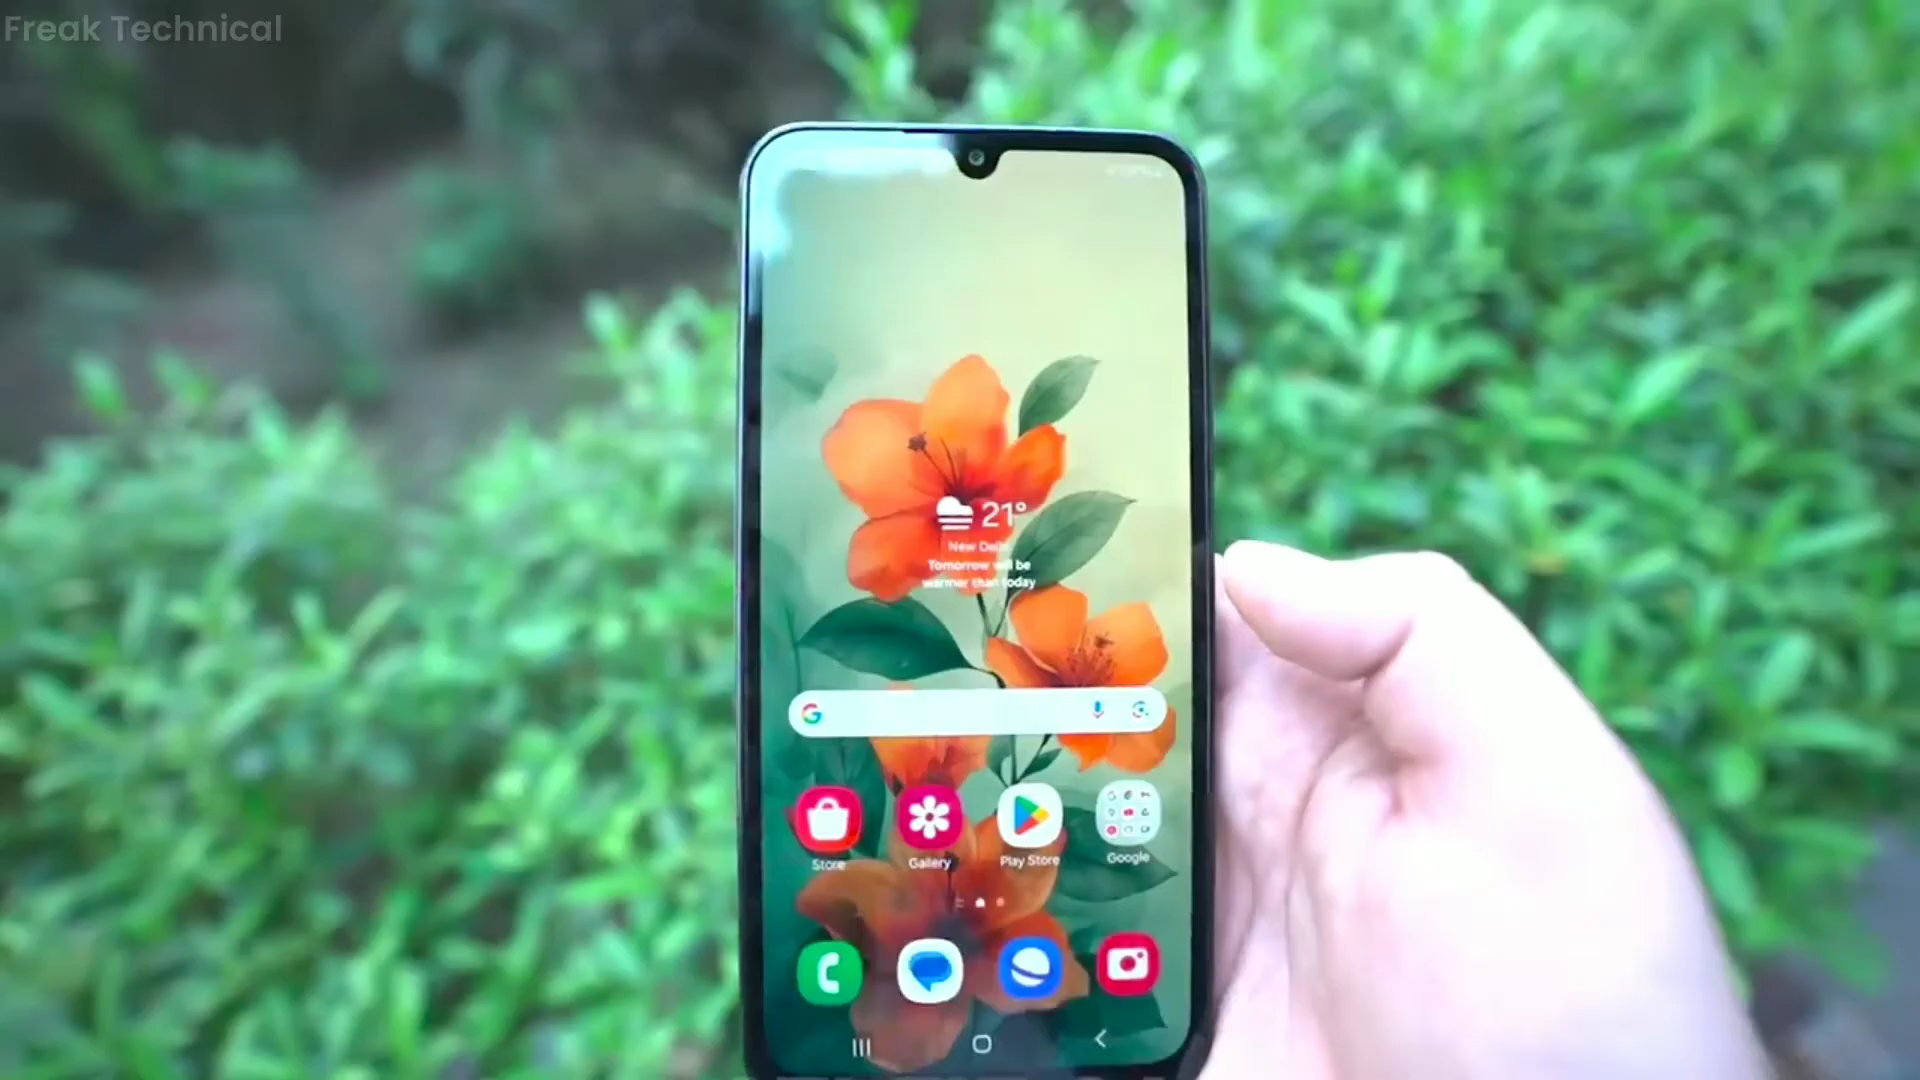 Freak Technical
21°
New Delhi
Tomorrow will be
warmer than today
Store
Gallery
Play Store
Google